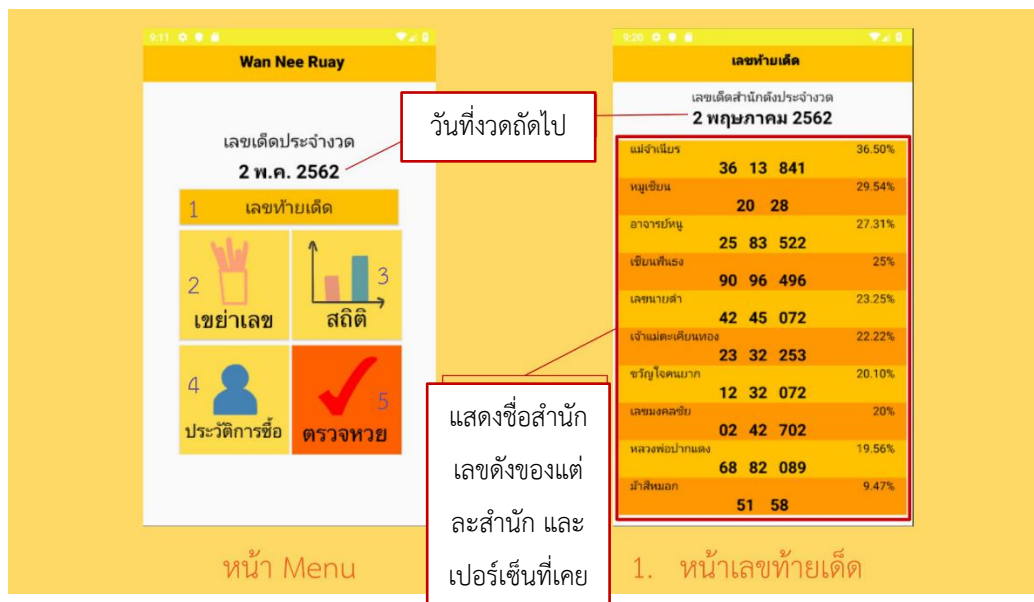 9:11
Wan Nee Ruay
เลขเด็ดประจำงวด
2 พ.ค. 2562
1 เลขท้ายเด็ด
2 เขย่าเลข
3 สถิติ
4 ประวัติการซื้อ
5 ตรวจหวย
หน้า Menu
วันที่งวดถัดไป
แสดงชื่อสำนัก
เลขดังของแต่
ละสำนัก และ
เปอร์เซ็นที่เคย
9:20
เลขท้ายเด็ด
เลขเด็ดสำนักดังประจำงวด
2 พฤษภาคม 2562
แม่จำเนียร 36.50%
36 13 841
หมูเซียน 29.54%
20 28
อาจารย์หนู 27.31%
25 83 522
เซียนฟันธง 25%
90 96 496
เลขนายดำ 23.25%
42 45 072
เจ้าแม่ตะเคียนทอง 22.22%
23 32 253
ขวัญใจคนยาก 20.10%
12 32 072
เลขมงคลชัย 20%
02 42 702
หลวงพ่อปากแดง 19.56%
68 82 089
ม้าสีหมอก 9.47%
51 58
1. หน้าเลขท้ายเด็ด